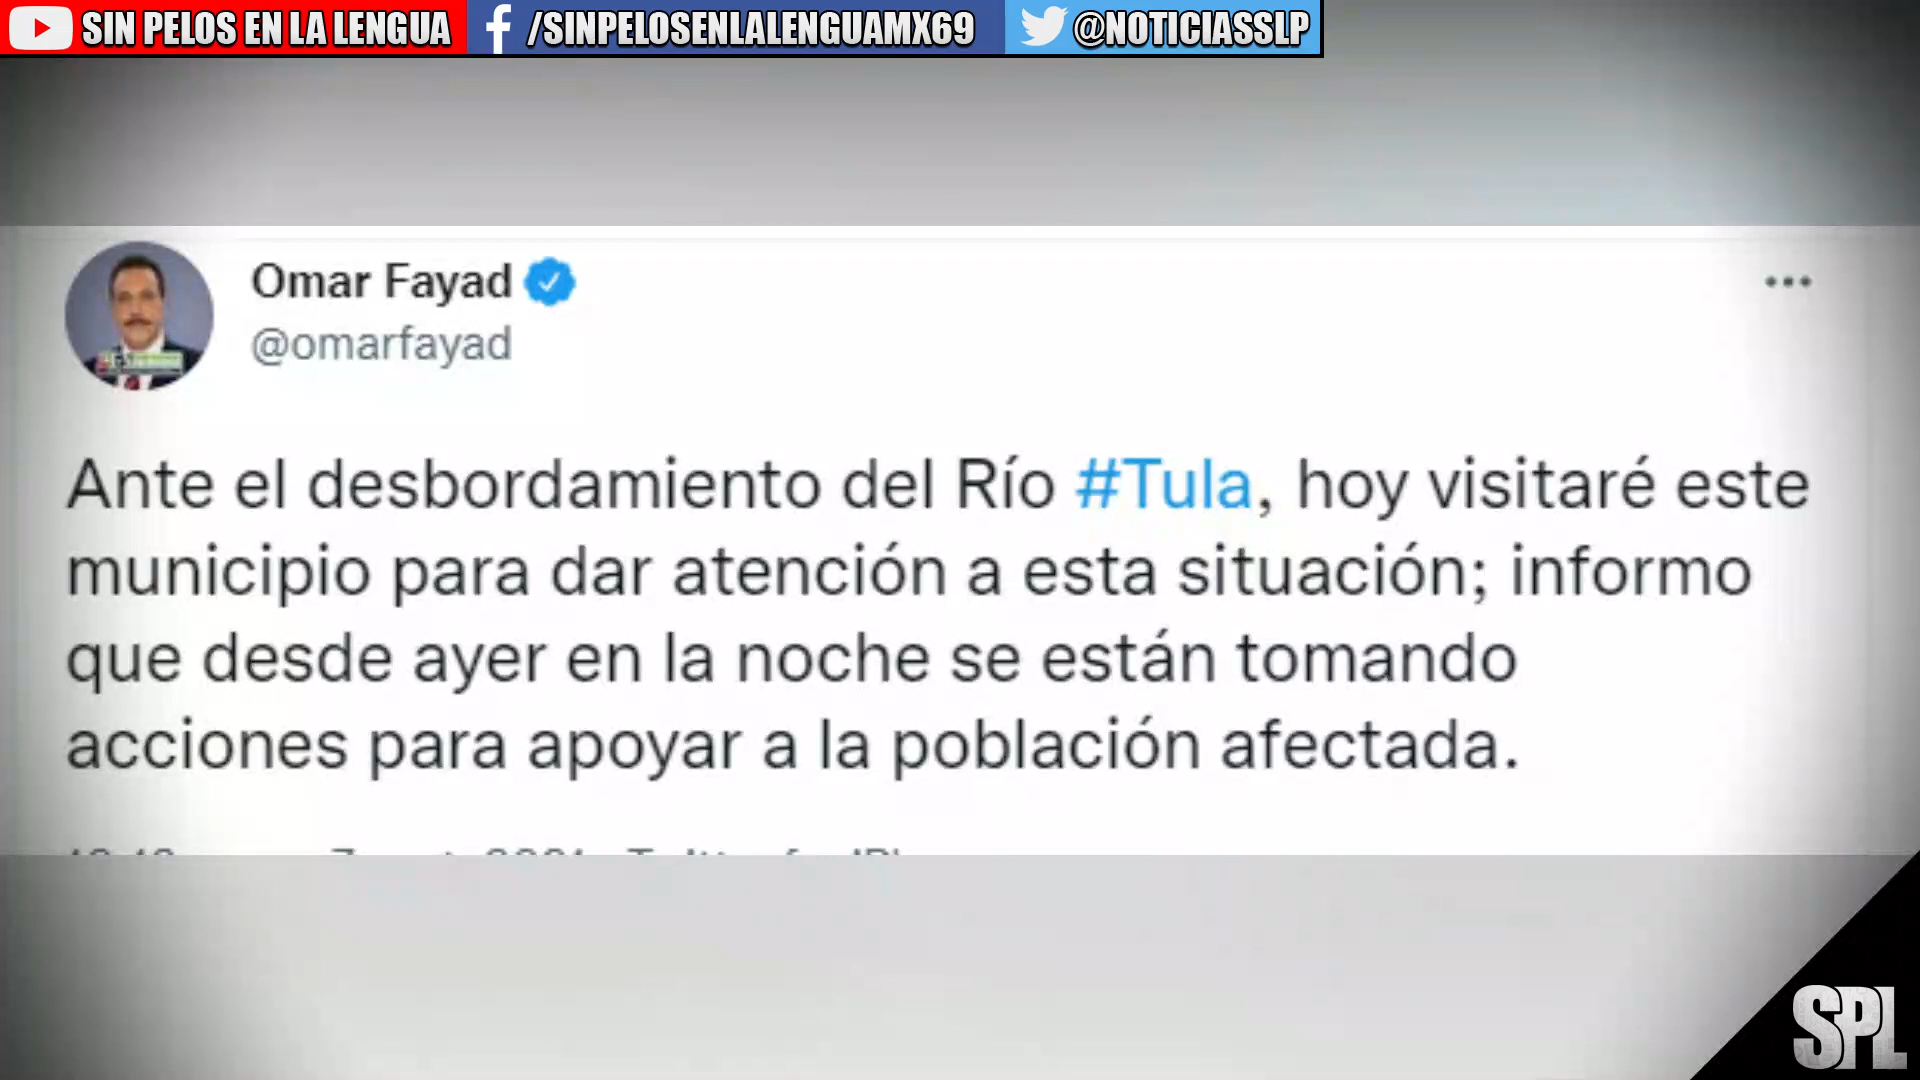 SIN PELOS EN LA LENGUA /SINPELOSENLALENGUAMX69 @NOTICIASSLP
Omar Fayad
@omarfayad
Ante el desbordamiento del Río #Tula, hoy visitaré este
municipio para dar atención a esta situación; informo
que desde ayer en la noche se están tomando
acciones para apoyar a la población afectada.
SPL